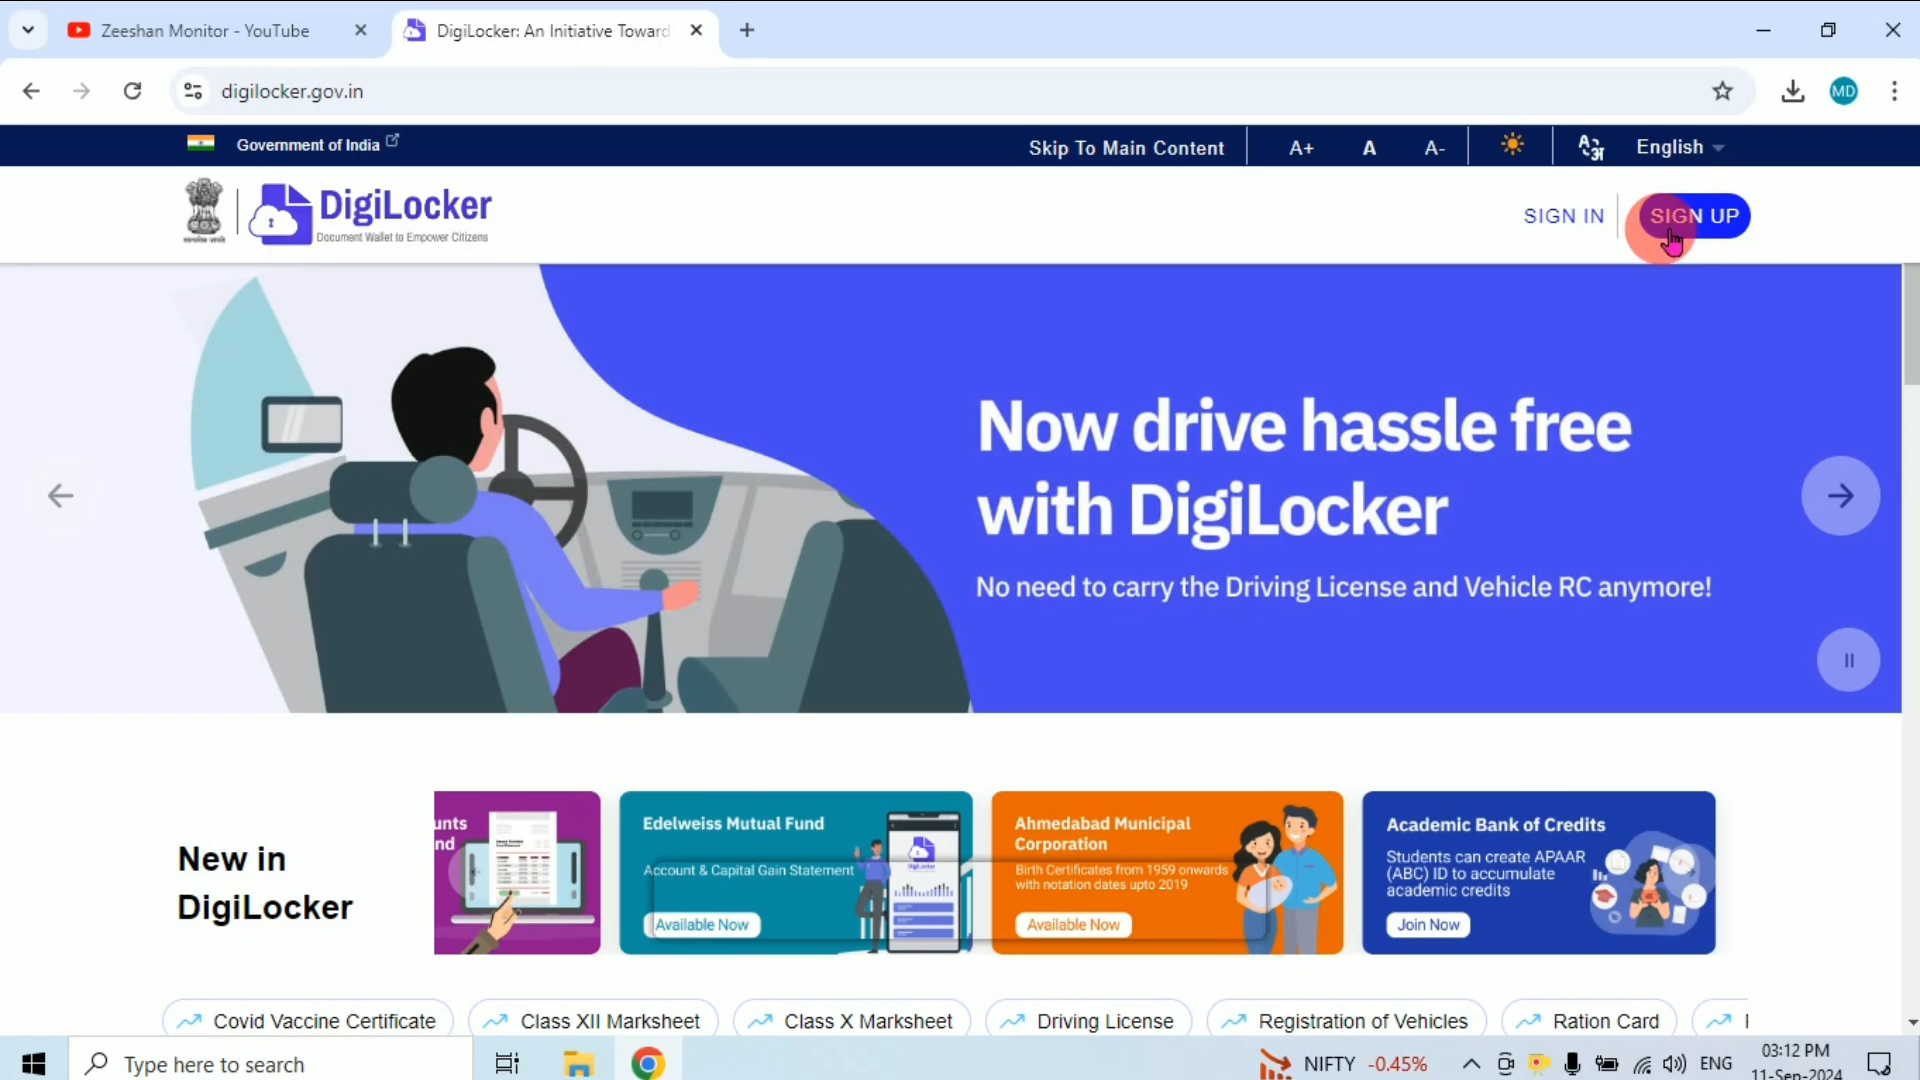 Zeeshan Monitor - YouTube
DigiLocker: An Initiative Toward
digilocker.gov.in
MD
Government of India
Skip To Main Content
A+
A
A-
English
DigiLocker
Document Wallet to Empower Citizens
SIGN IN
SIGN UP
Now drive hassle free
with DigiLocker
No need to carry the Driving License and Vehicle RC anymore!
New in
DigiLocker
unts
nd
Edelweiss Mutual Fund
Account & Capital Gain Statement
Available Now
Ahmedabad Municipal
Corporation
Birth Certificates from 1959 onwards
with notation dates upto 2019
Available Now
Academic Bank of Credits
Students can create APAAR
(ABC) ID to accumulate
academic credits
Join Now
Covid Vaccine Certificate
Class XII Marksheet
Class X Marksheet
Driving License
Registration of Vehicles
Ration Card
Type here to search
NIFTY -0.45%
ENG
03:12 PM
11-Sep-2024